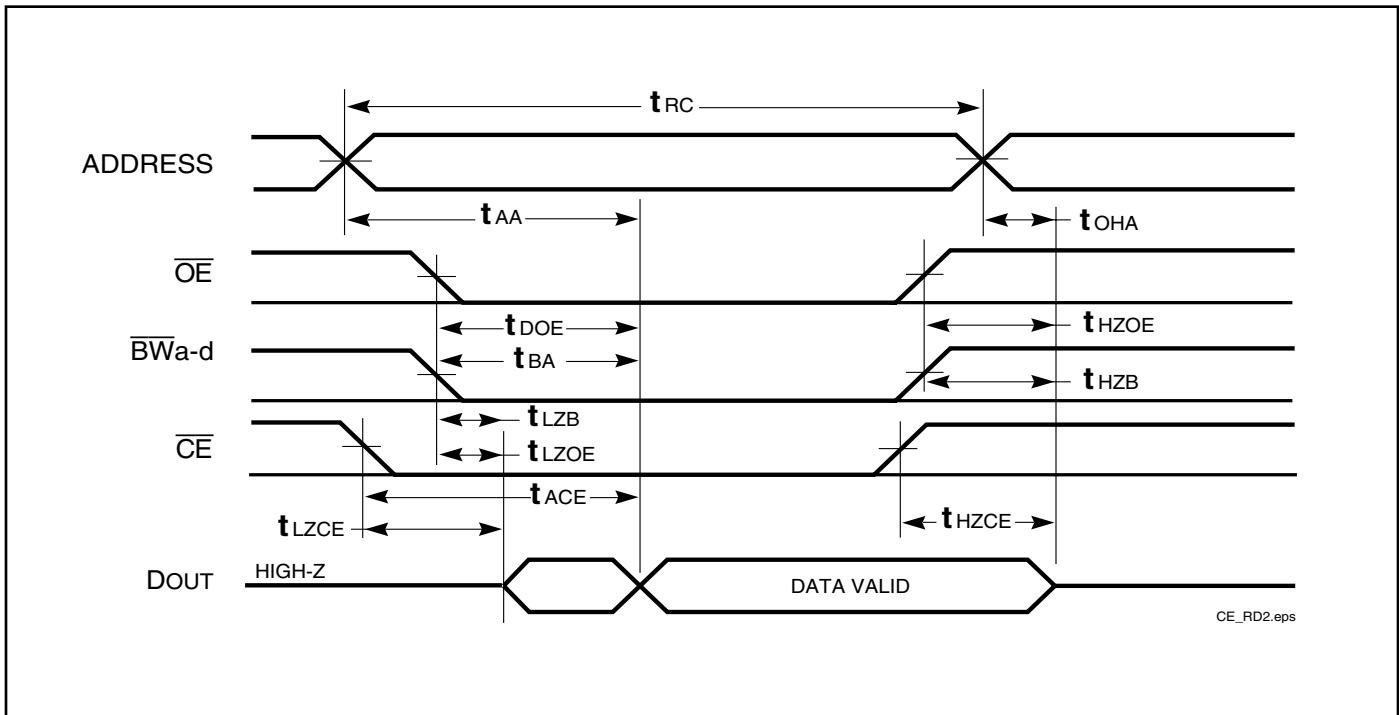 tRC
ADDRESS
tAA
tOHA
OE
tDOE
tHZOE
BWa-d
tBA
tHZB
tLZB
CE
tLZOE
tACE
tLZCE
tHZCE
DOUT
HIGH-Z
DATA VALID
CE_RD2.eps